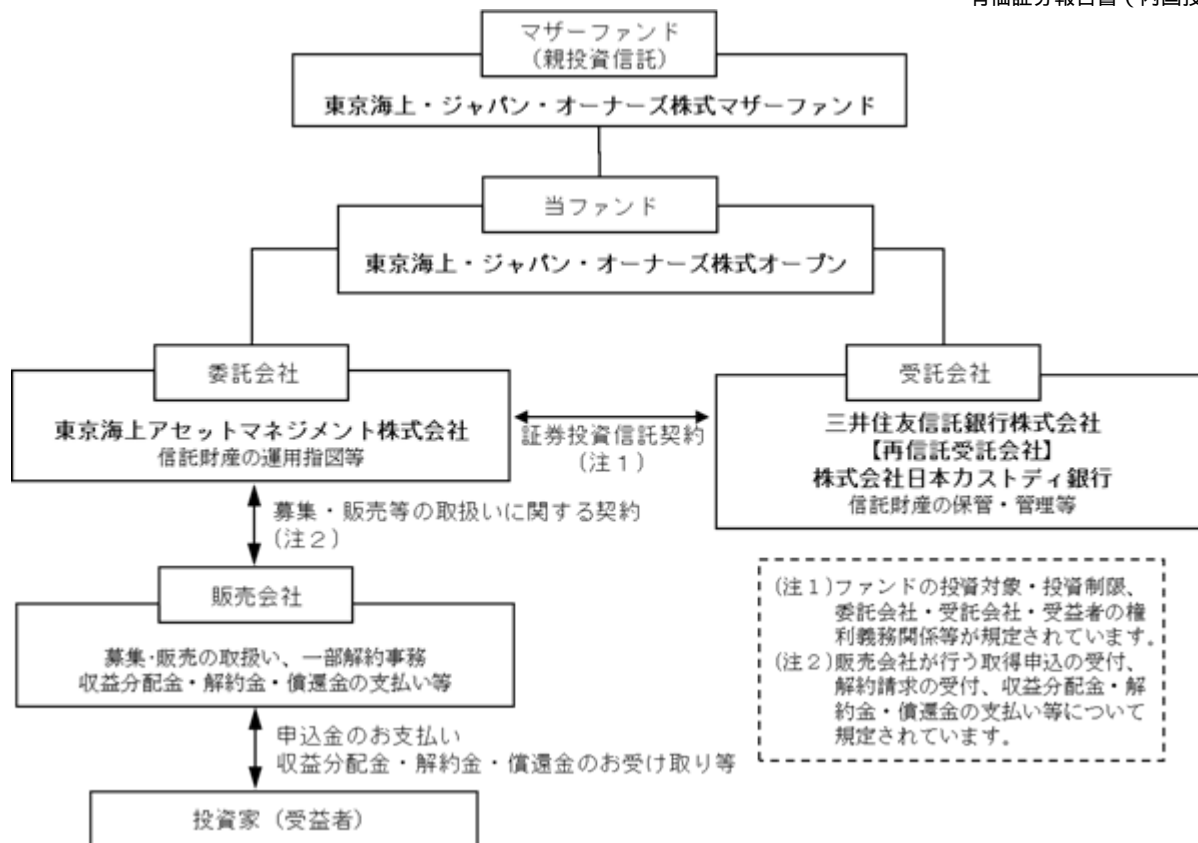 マザーファンド
(親投資信託)
東京海上・ジャパン・オーナーズ株式マザーファンド
当ファンド
東京海上・ジャパン・オーナーズ株式オープン
委託会社
東京海上アセットマネジメント株式会社
信託財産の運用指図等
証券投資信託契約
(注1)
受託会社
三井住友信託銀行株式会社
【再信託受託会社】
株式会社日本カストディ銀行
信託財産の保管・管理等
募集・販売等の取扱いに関する契約
(注2)
販売会社
募集・販売の取扱い、一部解約事務
収益分配金・解約金・償還金の支払い等
申込金のお支払い
収益分配金・解約金・償還金のお受け取り等
投資家(受益者)
(注1)ファンドの投資対象・投資制限、
委託会社・受託会社・受益者の権
利義務関係等が規定されています。
(注2)販売会社が行う取得申込の受付、
解約請求の受付、収益分配金・解
約金・償還金の支払い等について
規定されています。